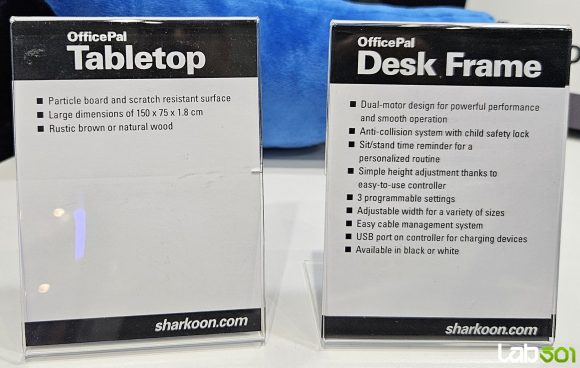 OfficePal
Tabletop
■ Particle board and scratch resistant surface
■ Large dimensions of 150 x 75 x 1.8 cm
■ Rustic brown or natural wood
sharkoon.com
OfficePal
Desk Frame
■ Dual-motor design for powerful performance
and smooth operation
■ Anti-collision system with child safety lock
■ Sit/stand time reminder for a
personalized routine
■ Simple height adjustment thanks to
easy-to-use controller
■ 3 programmable settings
■ Adjustable width for a variety of sizes
■ Easy cable management system
■ USB port on controller for charging devices
■ Available in black or white
sharkoon.com
lab501